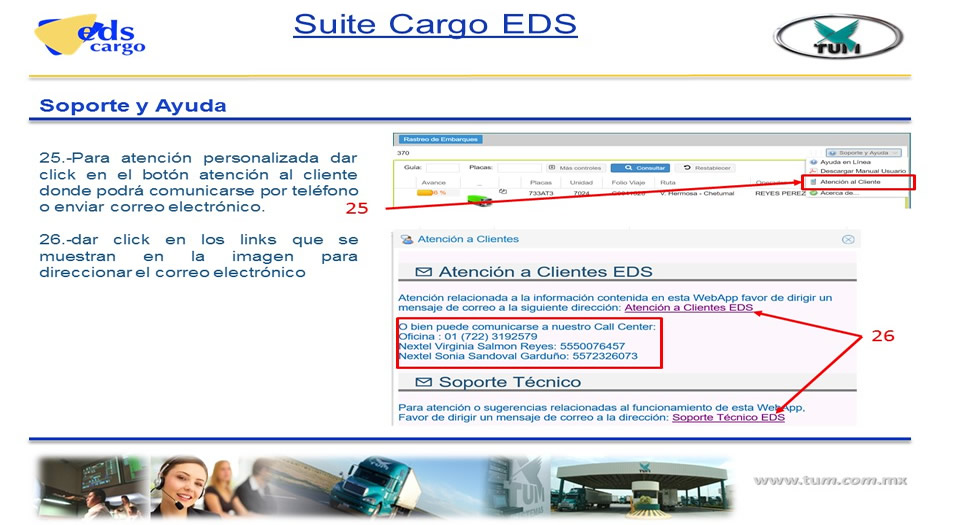 eds
cargo
Suite Cargo EDS
TUM
Soporte y Ayuda
25.-Para atención personalizada dar
click en el botón atención al cliente
donde podrá comunicarse por teléfono
o enviar correo electrónico.
26.-dar click en los links que se
muestran en la imagen para
direccionar el correo electrónico
Rastreo de Embarques
370
Soporte y Ayuda
Guía:
Placas:
Más controles
Consultar
Restablecer
Ayuda en Línea
Descargar Manual Usuario
Atención al Cliente
Acerca de...
Avance
...
Placas
Unidad
Folio Viaje
Ruta
733AT3
7024
V. Hermosa - Chetumal
REYES PEREZ
25
Atención a Clientes
Atención a Clientes EDS
Atención relacionada a la información contenida en esta WebApp favor de dirigir un
mensaje de correo a la siguiente dirección: Atención a Clientes EDS
O bien puede comunicarse a nuestro Call Center:
Oficina : 01 (722) 3192579
Nextel Virginia Salmon Reyes: 5550076457
Nextel Sonia Sandoval Garduño: 5572326073
26
Soporte Técnico
Para atención o sugerencias relacionadas al funcionamiento de esta WebApp,
Favor de dirigir un mensaje de correo a la dirección: Soporte Técnico EDS
TUM
TUM
www.tum.com.mx